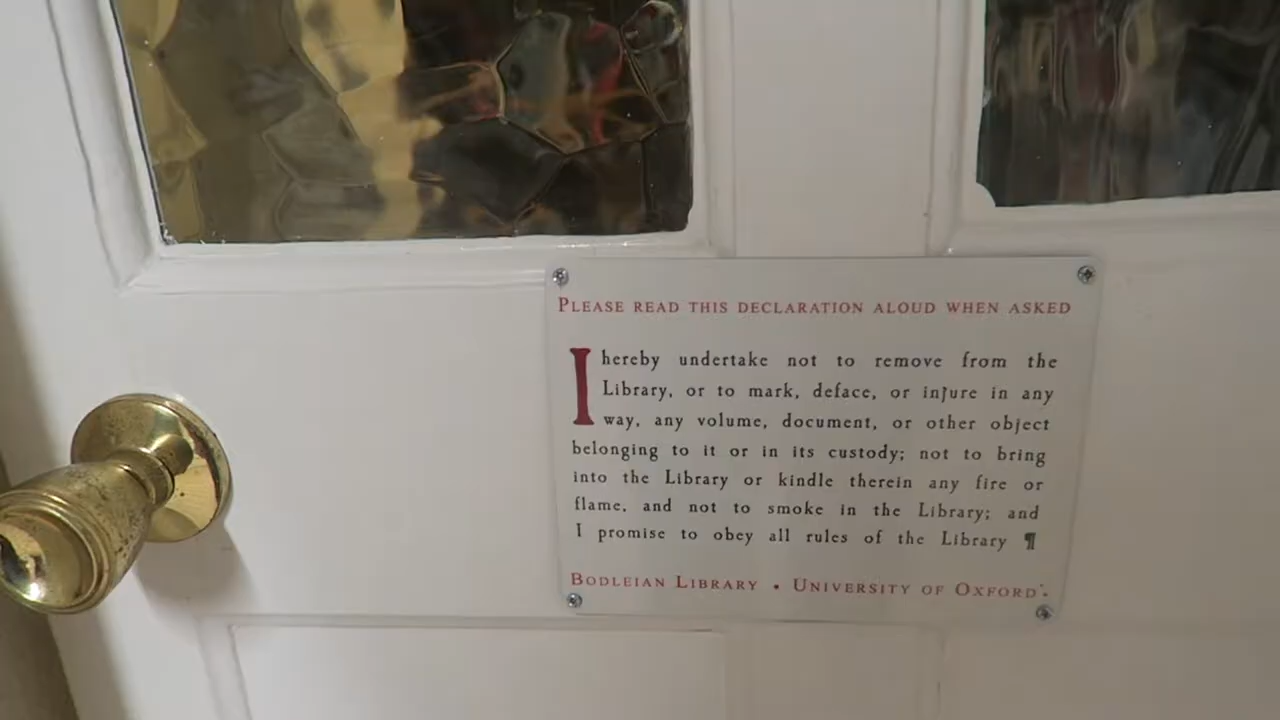 PLEASE READ THIS DECLARATION ALOUD WHEN ASKED
I hereby undertake not to remove from the
Library, or to mark, deface, or injure in any
way, any volume, document, or other object
belonging to it or in its custody; not to bring
into the Library or kindle therein any fire or
flame, and not to smoke in the Library; and
I promise to obey all rules of the Library ¶
BODLEIAN LIBRARY • UNIVERSITY OF OXFORD